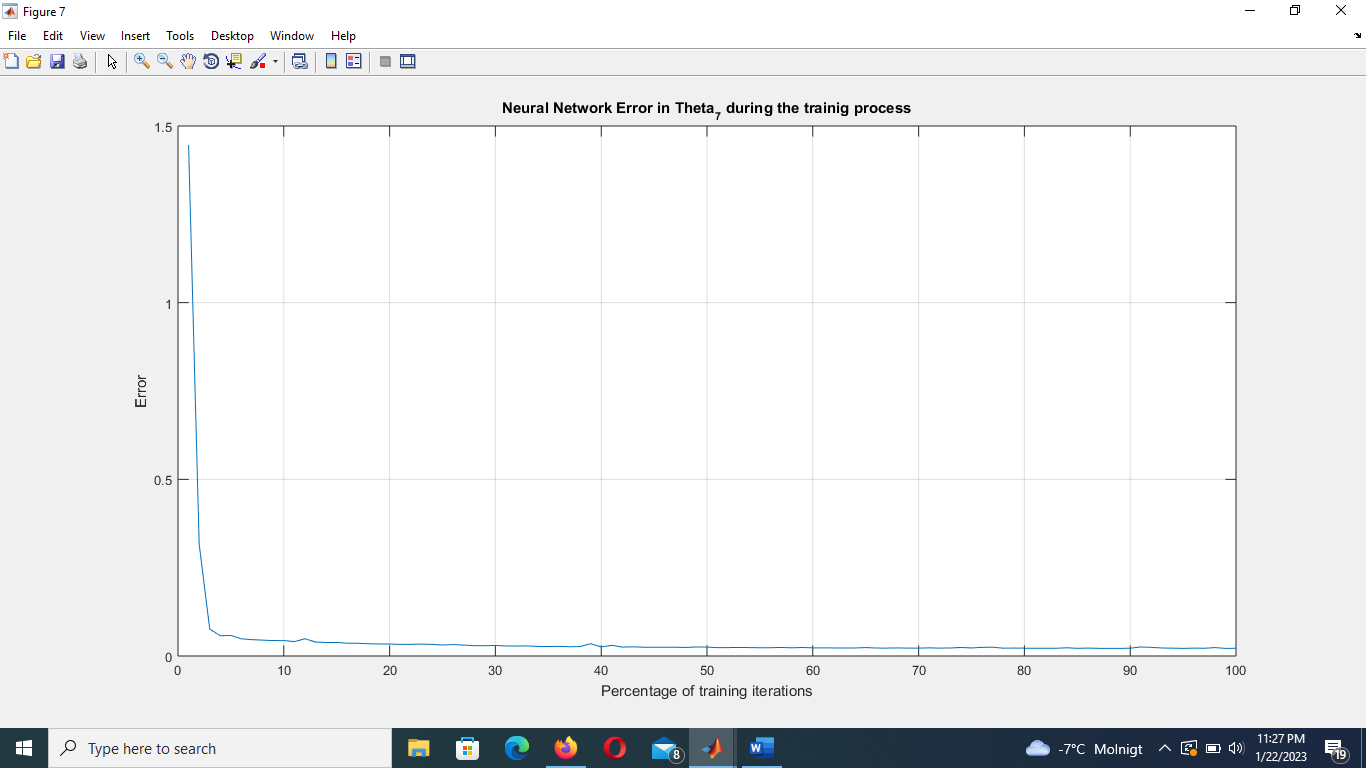 Figure 7
File Edit View Insert Tools Desktop Window Help
Neural Network Error in Theta7 during the trainig process
1.5
1
0.5
0
Error
0 10 20 30 40 50 60 70 80 90 100
Percentage of training iterations
Type here to search
8
W
-7°C Molnigt
11:27 PM
1/22/2023
19